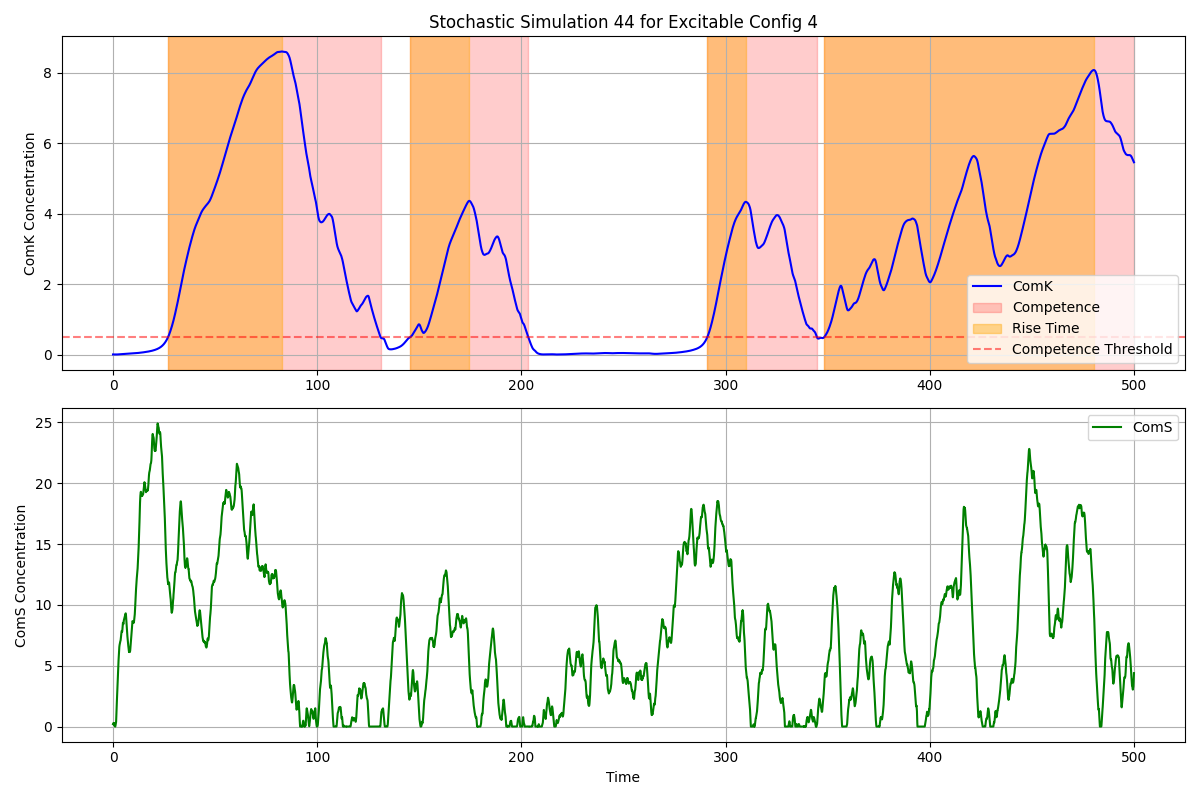 Stochastic Simulation 44 for Excitable Config 4
ComK Concentration
8
6
4
2
0
0 100 200 300 400 500
ComK
Competence
Rise Time
Competence Threshold
ComS Concentration
25
20
15
10
5
0
0 100 200 300 400 500
ComS
Time